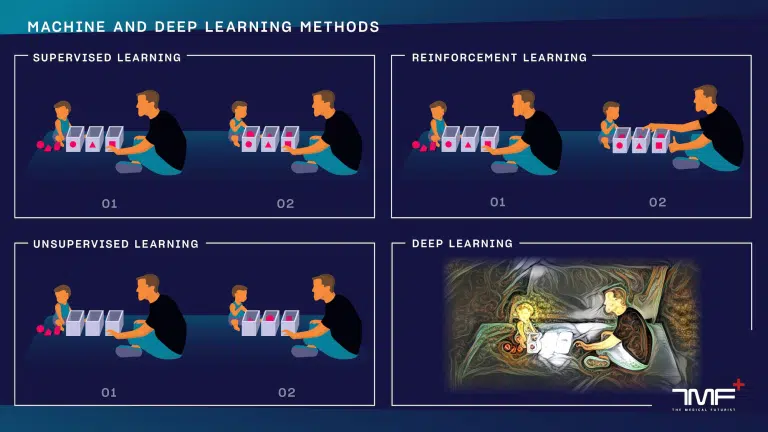 MACHINE AND DEEP LEARNING METHODS
SUPERVISED LEARNING
01
02
REINFORCEMENT LEARNING
01
02
UNSUPERVISED LEARNING
01
02
DEEP LEARNING
TMF
THE MEDICAL FUTURIST